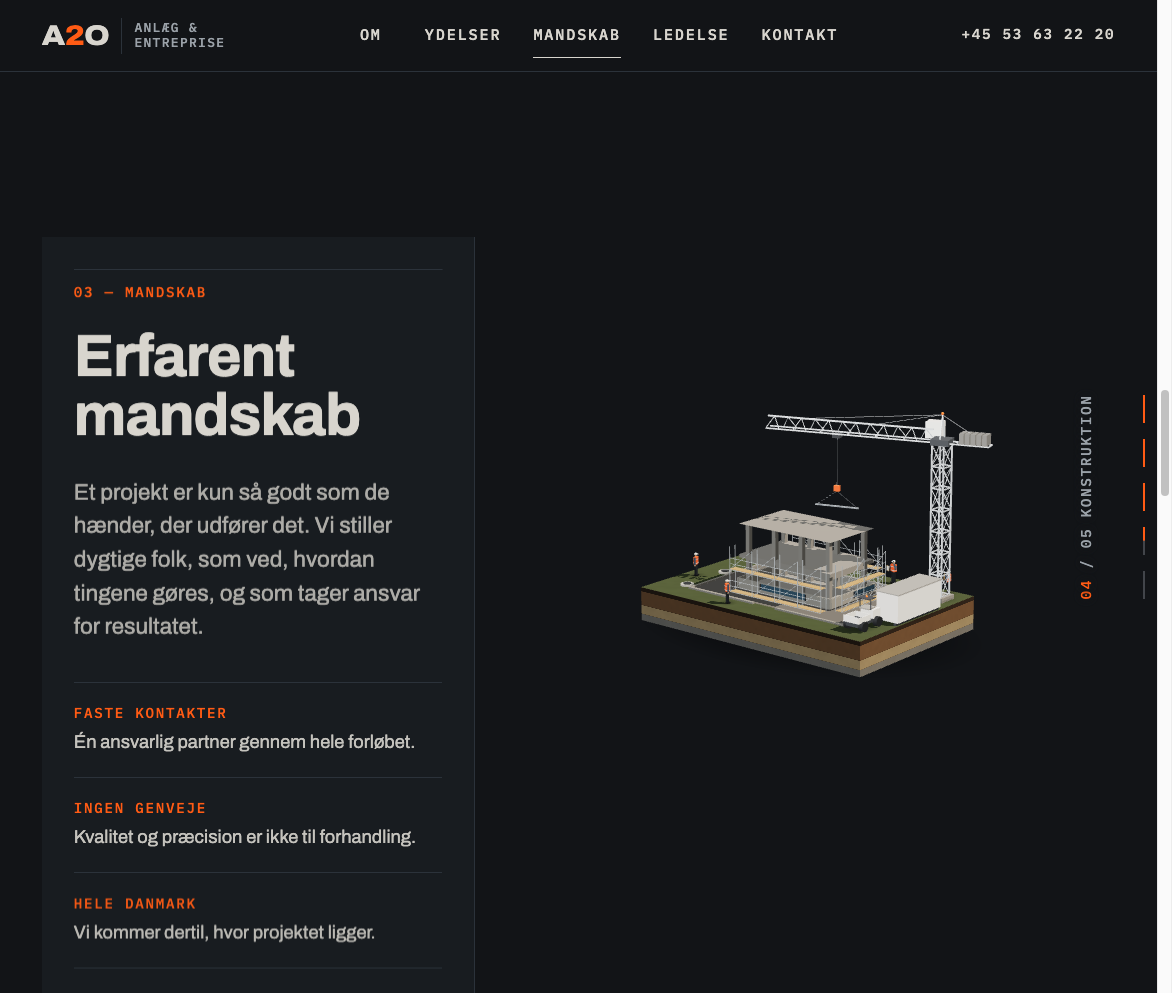 A2O
ANLÆG &
ENTREPRISE
OM YDELSER MANDSKAB LEDELSE KONTAKT
+45 53 63 22 20
03 — MANDSKAB
Erfarent
mandskab
Et projekt er kun så godt som de
hænder, der udfører det. Vi stiller
dygtige folk, som ved, hvordan
tingene gøres, og som tager ansvar
for resultatet.
FASTE KONTAKTER
Én ansvarlig partner gennem hele forløbet.
INGEN GENVEJE
Kvalitet og præcision er ikke til forhandling.
HELE DANMARK
Vi kommer dertil, hvor projektet ligger.
04 / 05 KONSTRUKTION